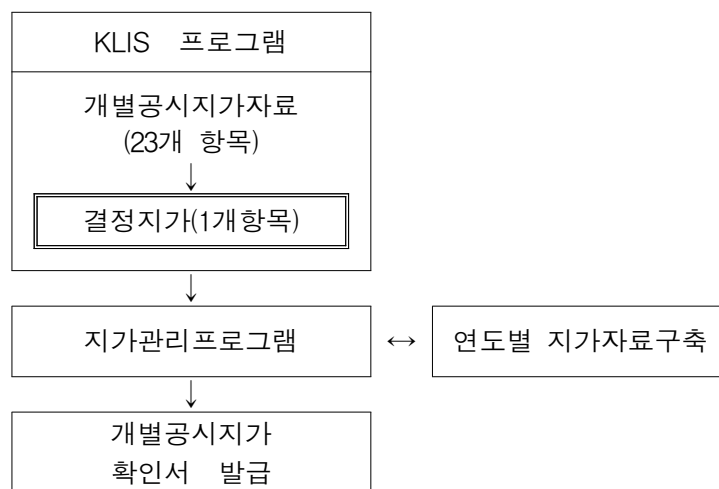 KLIS 프로그램
개별공시지가자료
(23개 항목)
↓
결정지가(1개항목)
↓
지가관리프로그램 ↔ 연도별 지가자료구축
↓
개별공시지가
확인서 발급